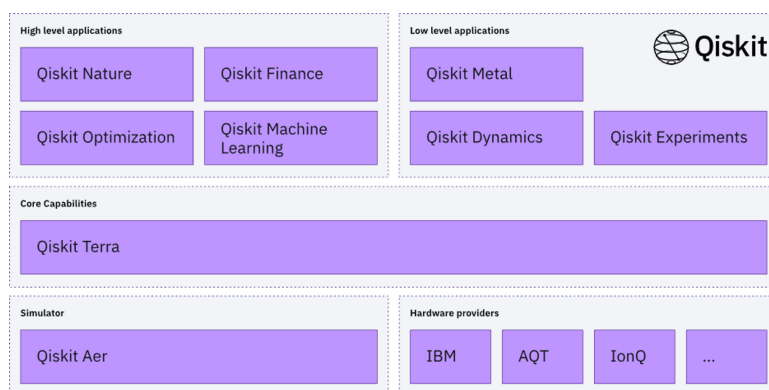 High level applications
Qiskit Nature
Qiskit Finance
Qiskit Optimization
Qiskit Machine
Learning
Low level applications
Qiskit
Qiskit Metal
Qiskit Dynamics
Qiskit Experiments
Core Capabilities
Qiskit Terra
Simulator
Qiskit Aer
Hardware providers
IBM
AQT
IonQ
...